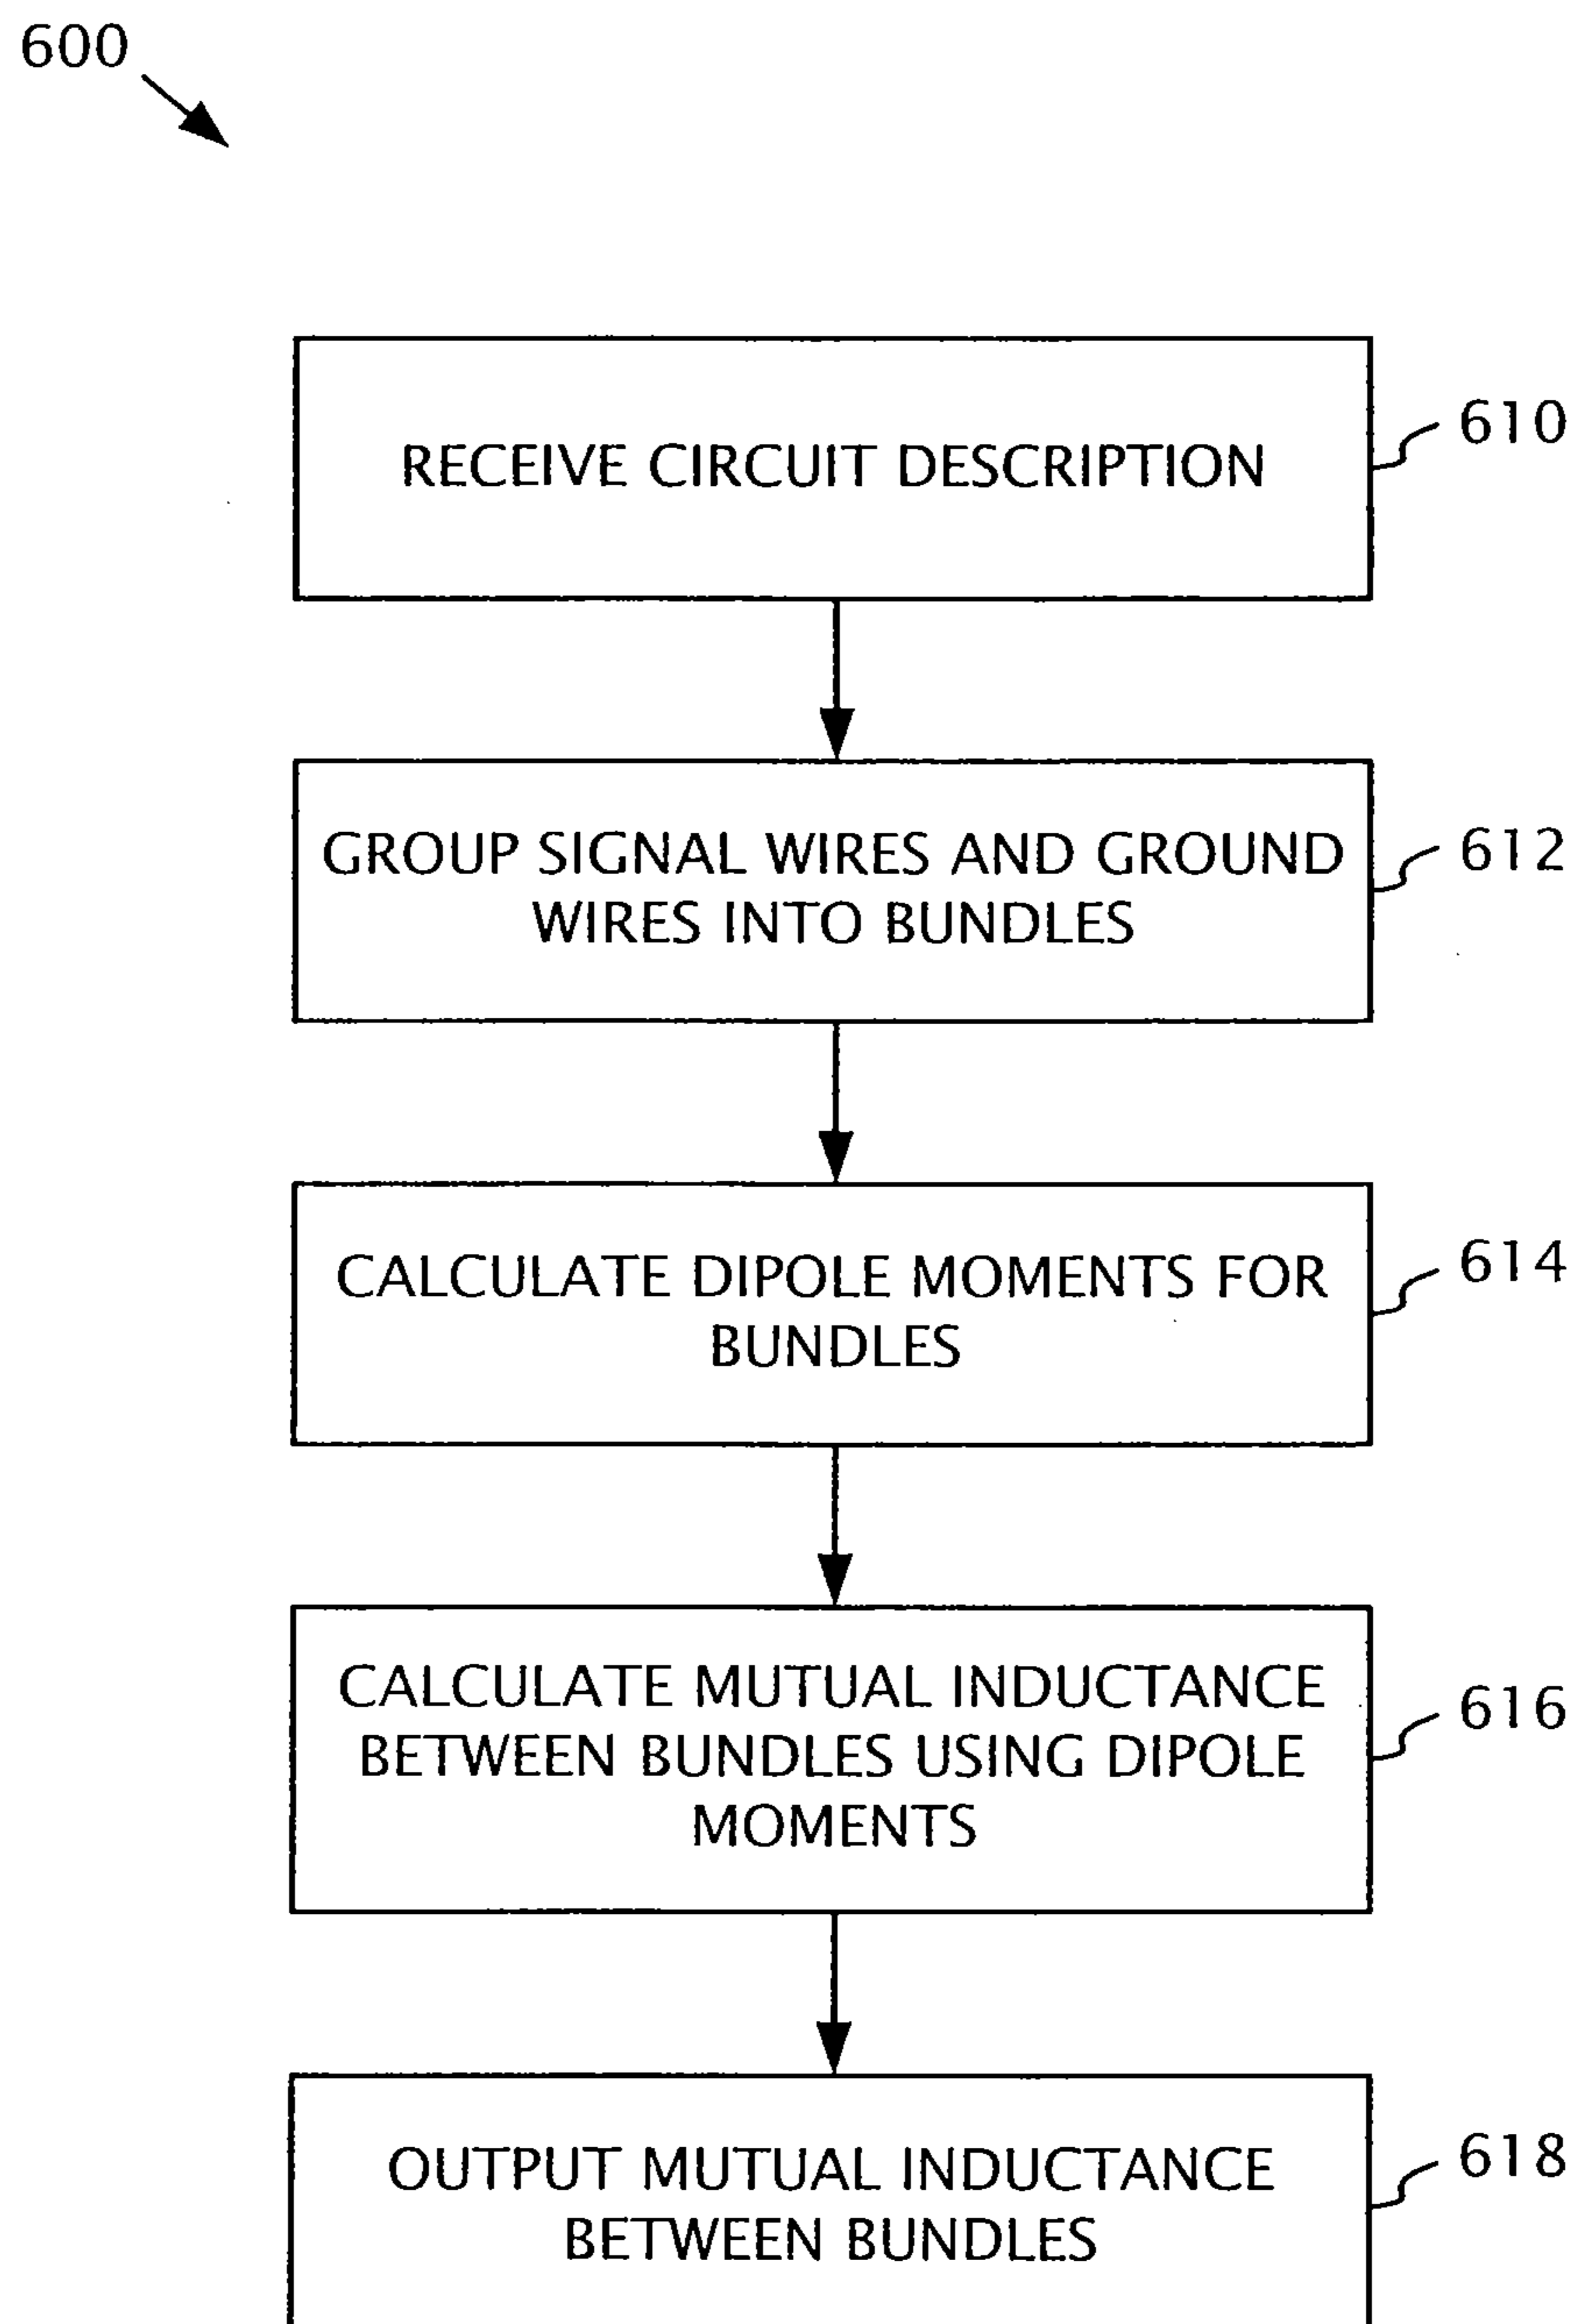 600
RECEIVE CIRCUIT DESCRIPTION
610
GROUP SIGNAL WIRES AND GROUND
WIRES INTO BUNDLES
612
CALCULATE DIPOLE MOMENTS FOR
BUNDLES
614
CALCULATE MUTUAL INDUCTANCE
BETWEEN BUNDLES USING DIPOLE
MOMENTS
616
OUTPUT MUTUAL INDUCTANCE
BETWEEN BUNDLES
618